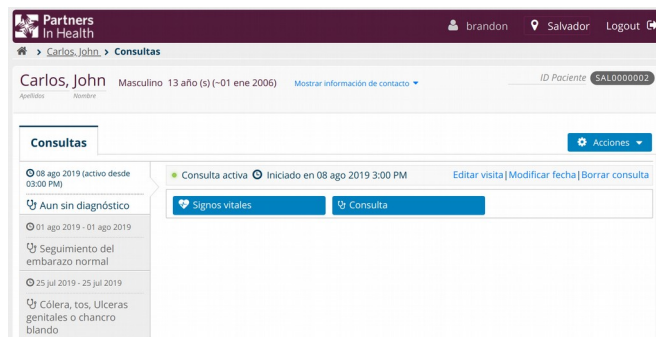 Partners
In Health
brandon Salvador Logout
> Carlos, John > Consultas
Carlos, John Masculino 13 año (s) (~01 ene 2006) Mostrar información de contacto ID Paciente SAL0000002
Apellidos Nombre
Consultas
Acciones
08 ago 2019 (activo desde
03:00 PM)
Aun sin diagnóstico
01 ago 2019 - 01 ago 2019
Seguimiento del
embarazo normal
25 jul 2019 - 25 jul 2019
Cólera, tos, Ulceras
genitales o chancro
blando
Consulta activa Iniciado en 08 ago 2019 3:00 PM Editar visita|Modificar fecha|Borrar consulta
Signos vitales Consulta